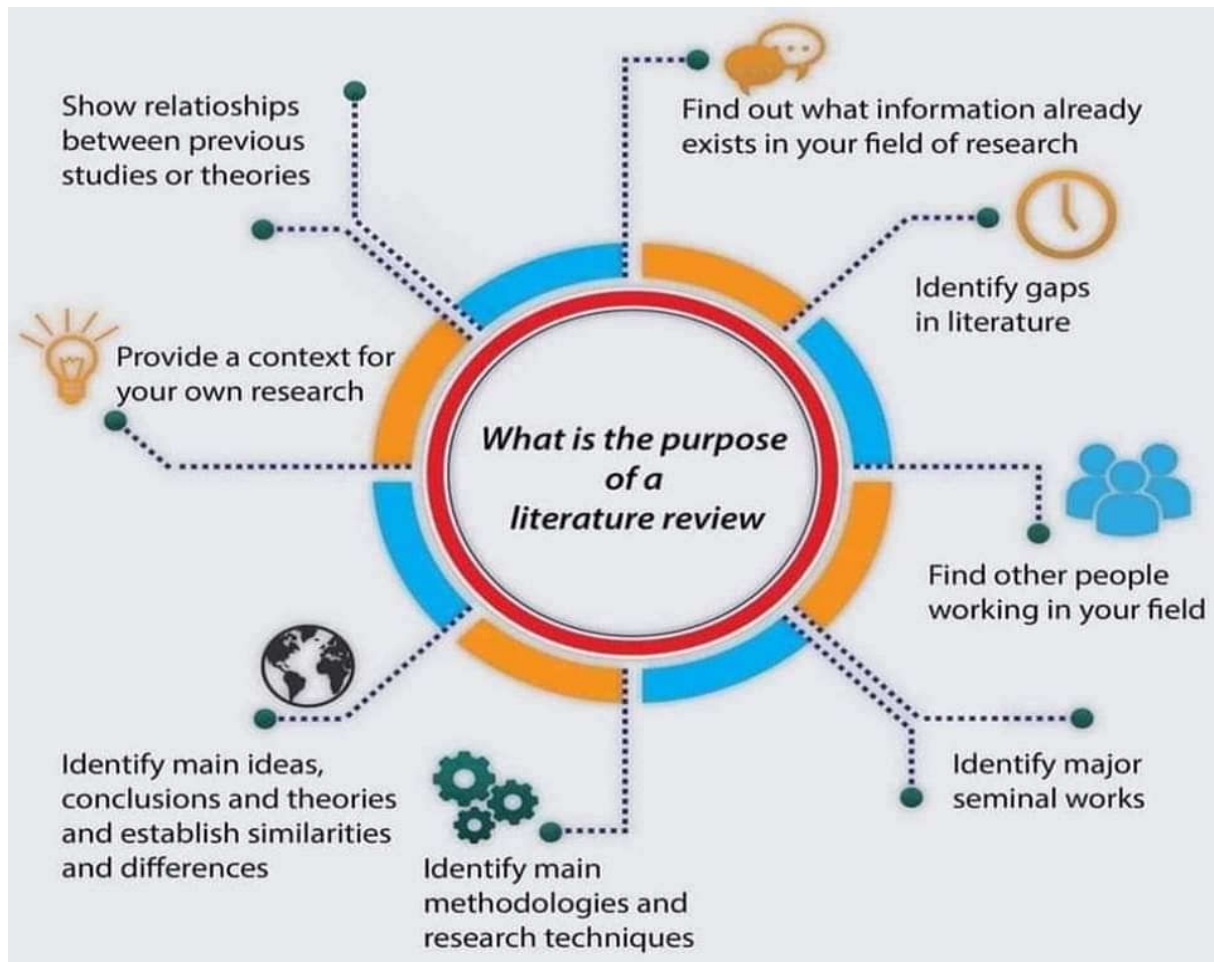 What is the purpose
of a
literature review
Find out what information already
exists in your field of research
Identify gaps
in literature
Find other people
working in your field
Identify major
seminal works
Identify main
methodologies and
research techniques
Identify main ideas,
conclusions and theories
and establish similarities
and differences
Provide a context for
your own research
Show relatioships
between previous
studies or theories